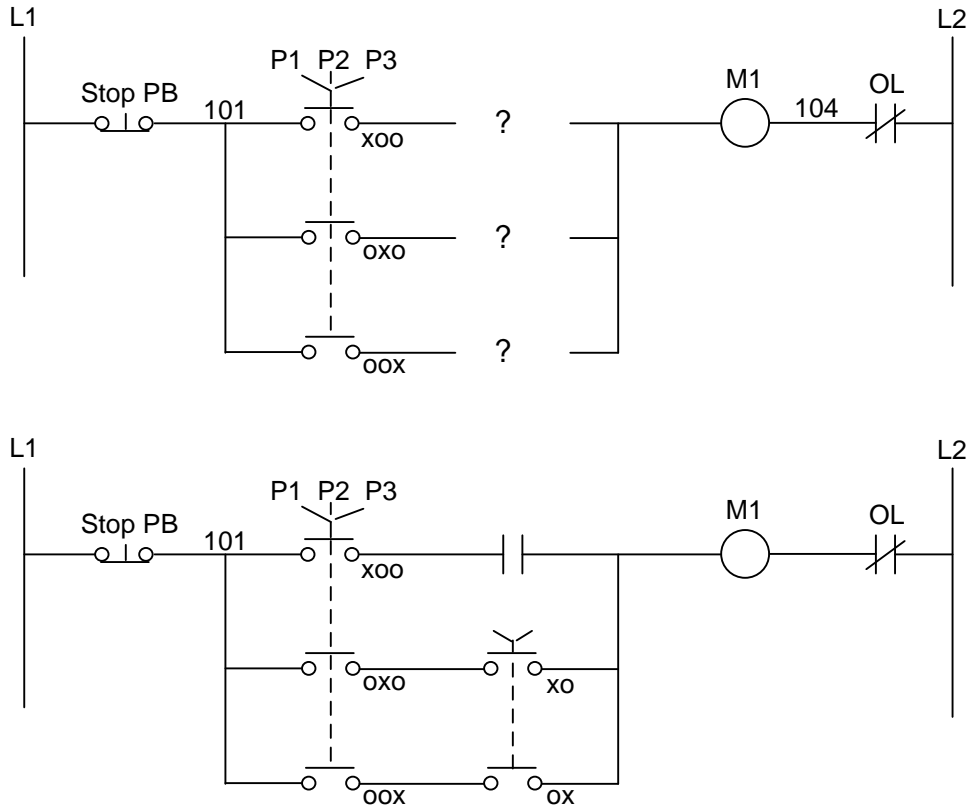 L1 L2
P1 P2 P3
Stop PB 101 M1 104 OL
xoo ?
oxo ?
oox ?
L1 L2
P1 P2 P3
Stop PB 101 M1 OL
xoo
oxo xo
oox ox